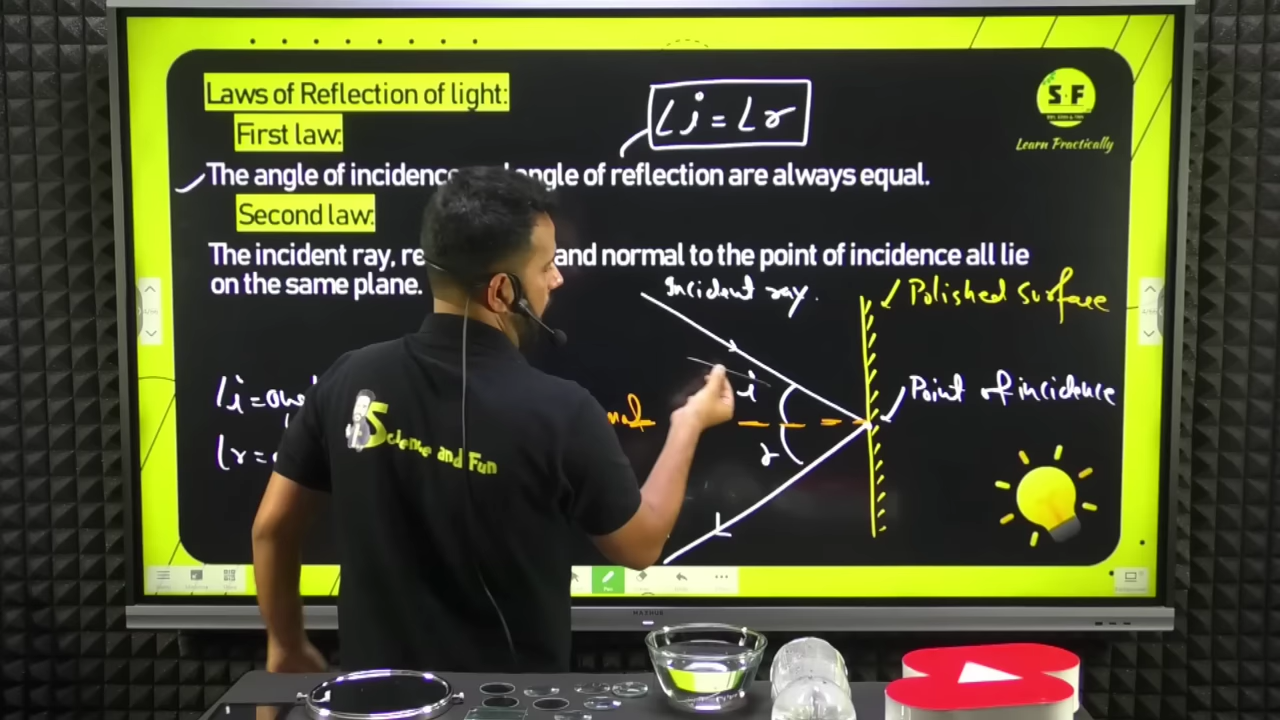 Laws of Reflection of light:
∠i = ∠r
First law:
The angle of incidence angle of reflection are always equal.
Second law:
The incident ray, and normal to the point of incidence all lie
on the same plane.
Incident ray.
Polished surface
∠i =
i
Point of incidence
∠r =
r
S F
Learn Practically
Science and Fun
MAXHUB
Pen